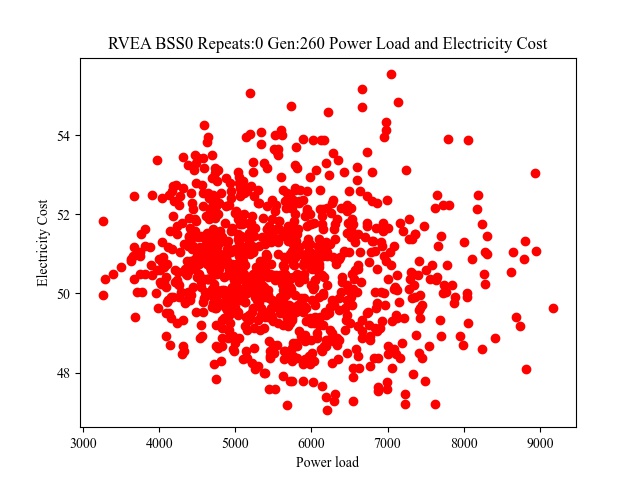 RVEA BSS0 Repeats:0 Gen:260 Power Load and Electricity Cost
54
52
50
48
Electricity Cost
3000 4000 5000 6000 7000 8000 9000
Power load